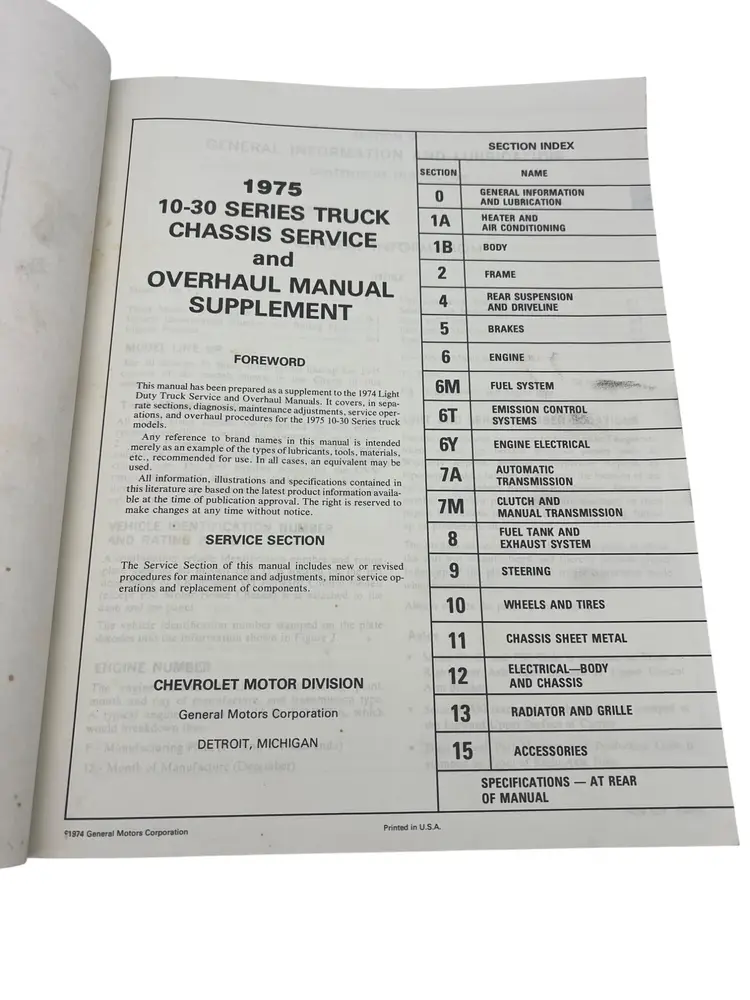 1975
10-30 SERIES TRUCK
CHASSIS SERVICE
and
OVERHAUL MANUAL
SUPPLEMENT
FOREWORD
This manual has been prepared as a supplement to the 1974 Light
Duty Truck Service and Overhaul Manuals. It covers, in sepa-
rate sections, diagnosis, maintenance adjustments, service oper-
ations, and overhaul procedures for the 1975 10-30 Series truck
models.
Any reference to brand names in this manual is intended
merely as an example of the types of lubricants, tools, materials,
etc., recommended for use. In all cases, an equivalent may be
used.
All information, illustrations and specifications contained in
this literature are based on the latest product information availa-
ble at the time of publication approval. The right is reserved to
make changes at any time without notice.
SERVICE SECTION
The Service Section of this manual includes new or revised
procedures for maintenance and adjustments, minor service op-
erations and replacement of components.
CHEVROLET MOTOR DIVISION
General Motors Corporation
DETROIT, MICHIGAN
SECTION INDEX
SECTION NAME
0 GENERAL INFORMATION
AND LUBRICATION
1A HEATER AND
AIR CONDITIONING
1B BODY
2 FRAME
4 REAR SUSPENSION
AND DRIVELINE
5 BRAKES
6 ENGINE
6M FUEL SYSTEM
6T EMISSION CONTROL
SYSTEMS
6Y ENGINE ELECTRICAL
7A AUTOMATIC
TRANSMISSION
7M CLUTCH AND
MANUAL TRANSMISSION
8 FUEL TANK AND
EXHAUST SYSTEM
9 STEERING
10 WHEELS AND TIRES
11 CHASSIS SHEET METAL
12 ELECTRICAL—BODY
AND CHASSIS
13 RADIATOR AND GRILLE
15 ACCESSORIES
SPECIFICATIONS — AT REAR
OF MANUAL
©1974 General Motors Corporation
Printed in U.S.A.